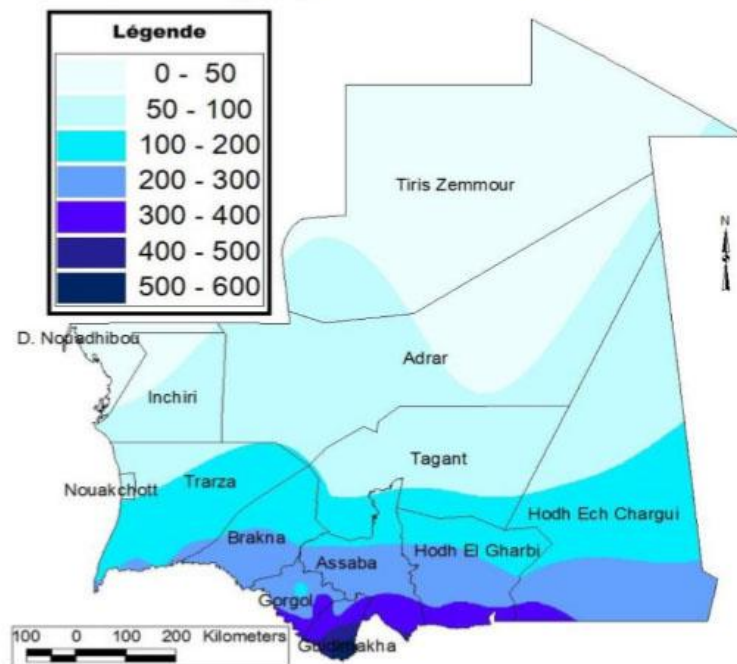 Légende
0 - 50
50 - 100
100 - 200
200 - 300
300 - 400
400 - 500
500 - 600
Tiris Zemmour
N
D. Nouadhibou
Adrar
Inchiri
Tagant
Nouakchott
Trarza
Hodh Ech Chargui
Brakna
Hodh El Gharbi
Assaba
Gorgol
100 0 100 200 Kilometers
Guidimakha